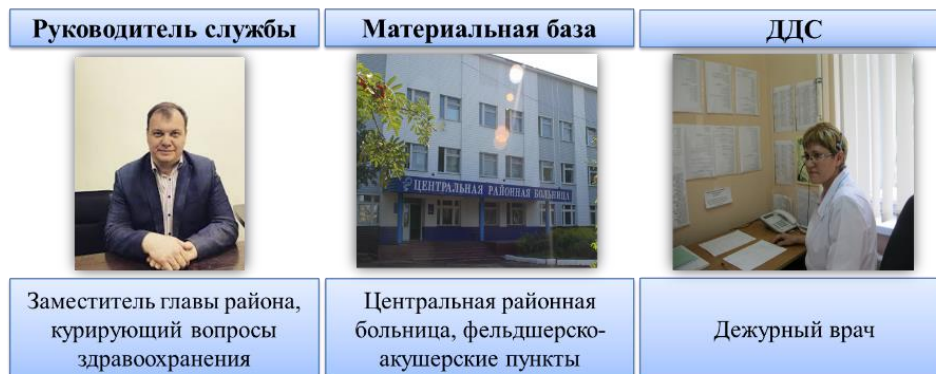 Руководитель службы
Материальная база
ДДС
ЦЕНТРАЛЬНАЯ РАЙОННАЯ БОЛЬНИЦА
Заместитель главы района,
курирующий вопросы
здравоохранения
Центральная районная
больница, фельдшерско-
акушерские пункты
Дежурный врач